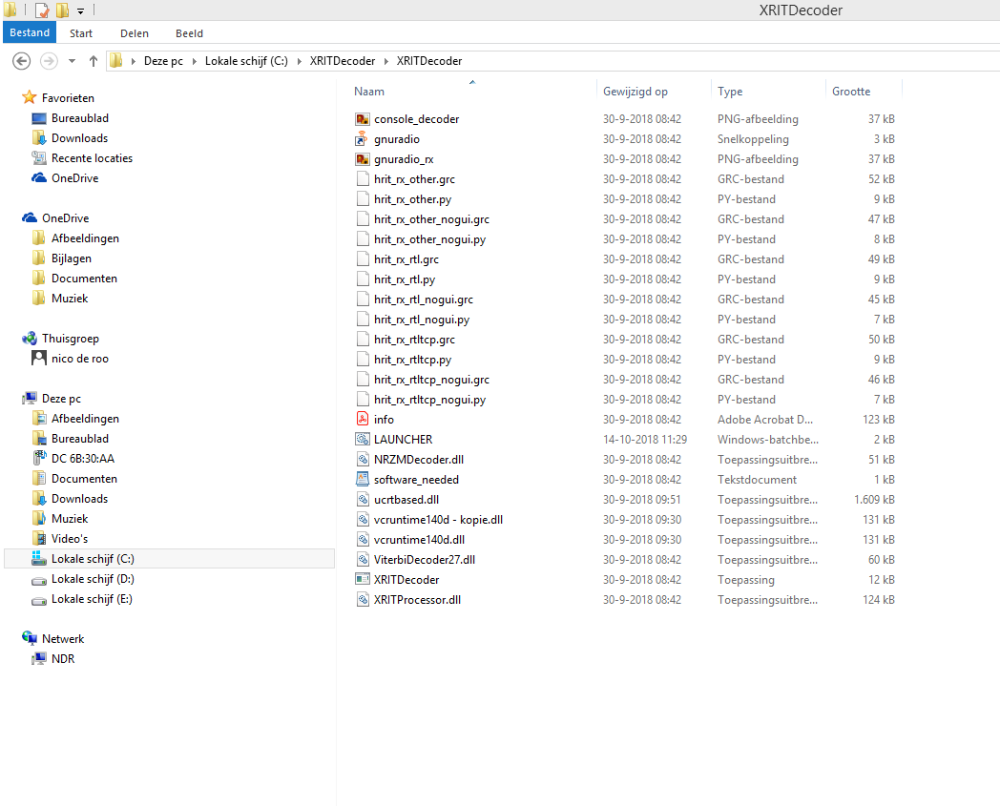 XRITDecoder
Bestand Start Delen Beeld
Deze pc Lokale schijf (C:) XRITDecoder XRITDecoder
Favorieten
Bureaublad
Downloads
Recente locaties
OneDrive
OneDrive
Afbeeldingen
Bijlagen
Documenten
Muziek
Thuisgroep
nico de roo
Deze pc
Afbeeldingen
Bureaublad
DC 6B:30:AA
Documenten
Downloads
Muziek
Video's
Lokale schijf (C:)
Lokale schijf (D:)
Lokale schijf (E:)
Netwerk
NDR
Naam Gewijzigd op Type Grootte
console_decoder 30-9-2018 08:42 PNG-afbeelding 37 kB
gnuradio 30-9-2018 08:42 Snelkoppeling 3 kB
gnuradio_rx 30-9-2018 08:42 PNG-afbeelding 37 kB
hrit_rx_other.grc 30-9-2018 08:42 GRC-bestand 52 kB
hrit_rx_other.py 30-9-2018 08:42 PY-bestand 9 kB
hrit_rx_other_nogui.grc 30-9-2018 08:42 GRC-bestand 47 kB
hrit_rx_other_nogui.py 30-9-2018 08:42 PY-bestand 8 kB
hrit_rx_rtl.grc 30-9-2018 08:42 GRC-bestand 49 kB
hrit_rx_rtl.py 30-9-2018 08:42 PY-bestand 9 kB
hrit_rx_rtl_nogui.grc 30-9-2018 08:42 GRC-bestand 45 kB
hrit_rx_rtl_nogui.py 30-9-2018 08:42 PY-bestand 7 kB
hrit_rx_rtltcp.grc 30-9-2018 08:42 GRC-bestand 50 kB
hrit_rx_rtltcp.py 30-9-2018 08:42 PY-bestand 9 kB
hrit_rx_rtltcp_nogui.grc 30-9-2018 08:42 GRC-bestand 46 kB
hrit_rx_rtltcp_nogui.py 30-9-2018 08:42 PY-bestand 7 kB
info 30-9-2018 08:42 Adobe Acrobat D... 123 kB
LAUNCHER 14-10-2018 11:29 Windows-batchbe... 2 kB
NRZMDecoder.dll 30-9-2018 08:42 Toepassingsuitbre... 51 kB
software_needed 30-9-2018 08:42 Tekstdocument 1 kB
ucrtbased.dll 30-9-2018 09:51 Toepassingsuitbre... 1.609 kB
vcruntime140d - kopie.dll 30-9-2018 09:30 Toepassingsuitbre... 131 kB
vcruntime140d.dll 30-9-2018 09:30 Toepassingsuitbre... 131 kB
ViterbiDecoder27.dll 30-9-2018 08:42 Toepassingsuitbre... 60 kB
XRITDecoder 30-9-2018 08:42 Toepassing 12 kB
XRITProcessor.dll 30-9-2018 08:42 Toepassingsuitbre... 124 kB